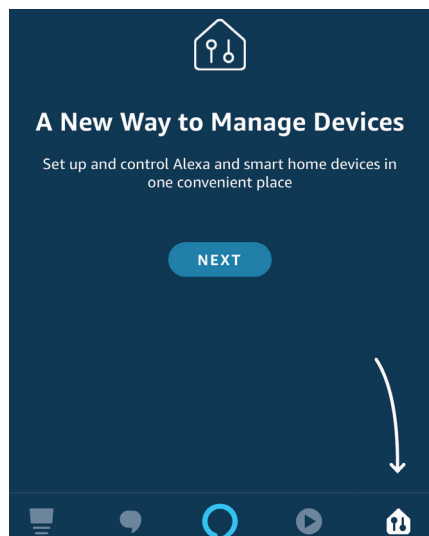 A New Way to Manage Devices
Set up and control Alexa and smart home devices in
one convenient place
NEXT